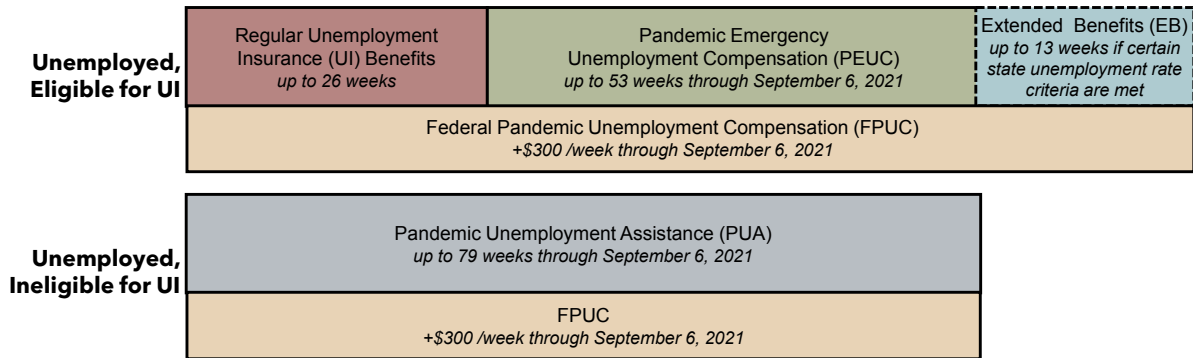 Unemployed,
Eligible for UI
Regular Unemployment
Insurance (UI) Benefits
up to 26 weeks
Pandemic Emergency
Unemployment Compensation (PEUC)
up to 53 weeks through September 6, 2021
Extended Benefits (EB)
up to 13 weeks if certain
state unemployment rate
criteria are met
Federal Pandemic Unemployment Compensation (FPUC)
+$300 /week through September 6, 2021
Unemployed,
Ineligible for UI
Pandemic Unemployment Assistance (PUA)
up to 79 weeks through September 6, 2021
FPUC
+$300 /week through September 6, 2021